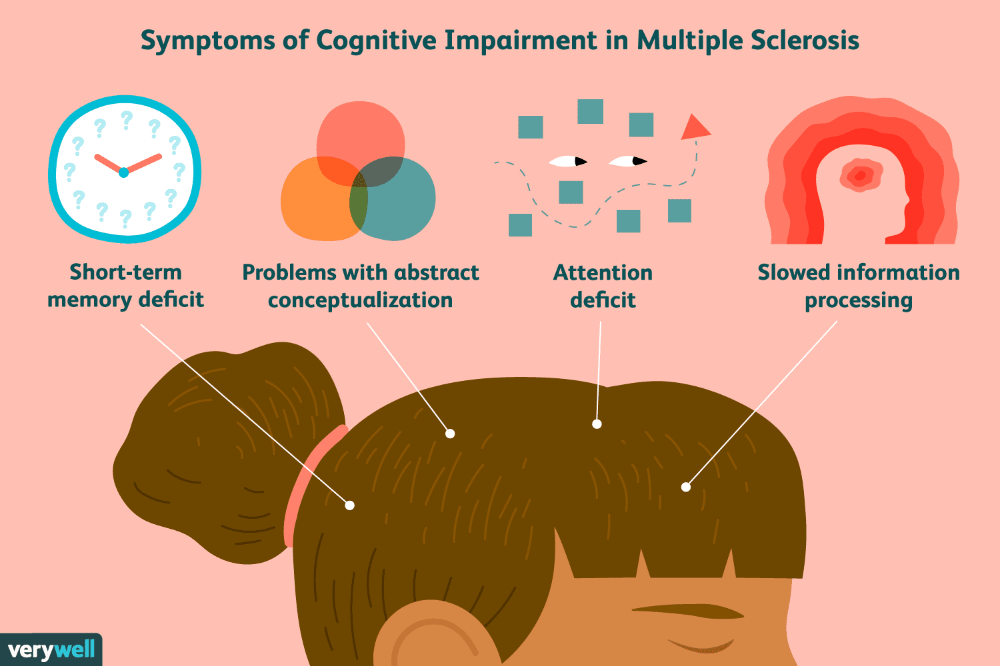 Symptoms of Cognitive Impairment in Multiple Sclerosis
? ? ? ? ? ? ? ? ? ? ? ?
Short-term
memory deficit
Problems with abstract
conceptualization
Attention
deficit
Slowed information
processing
verywell